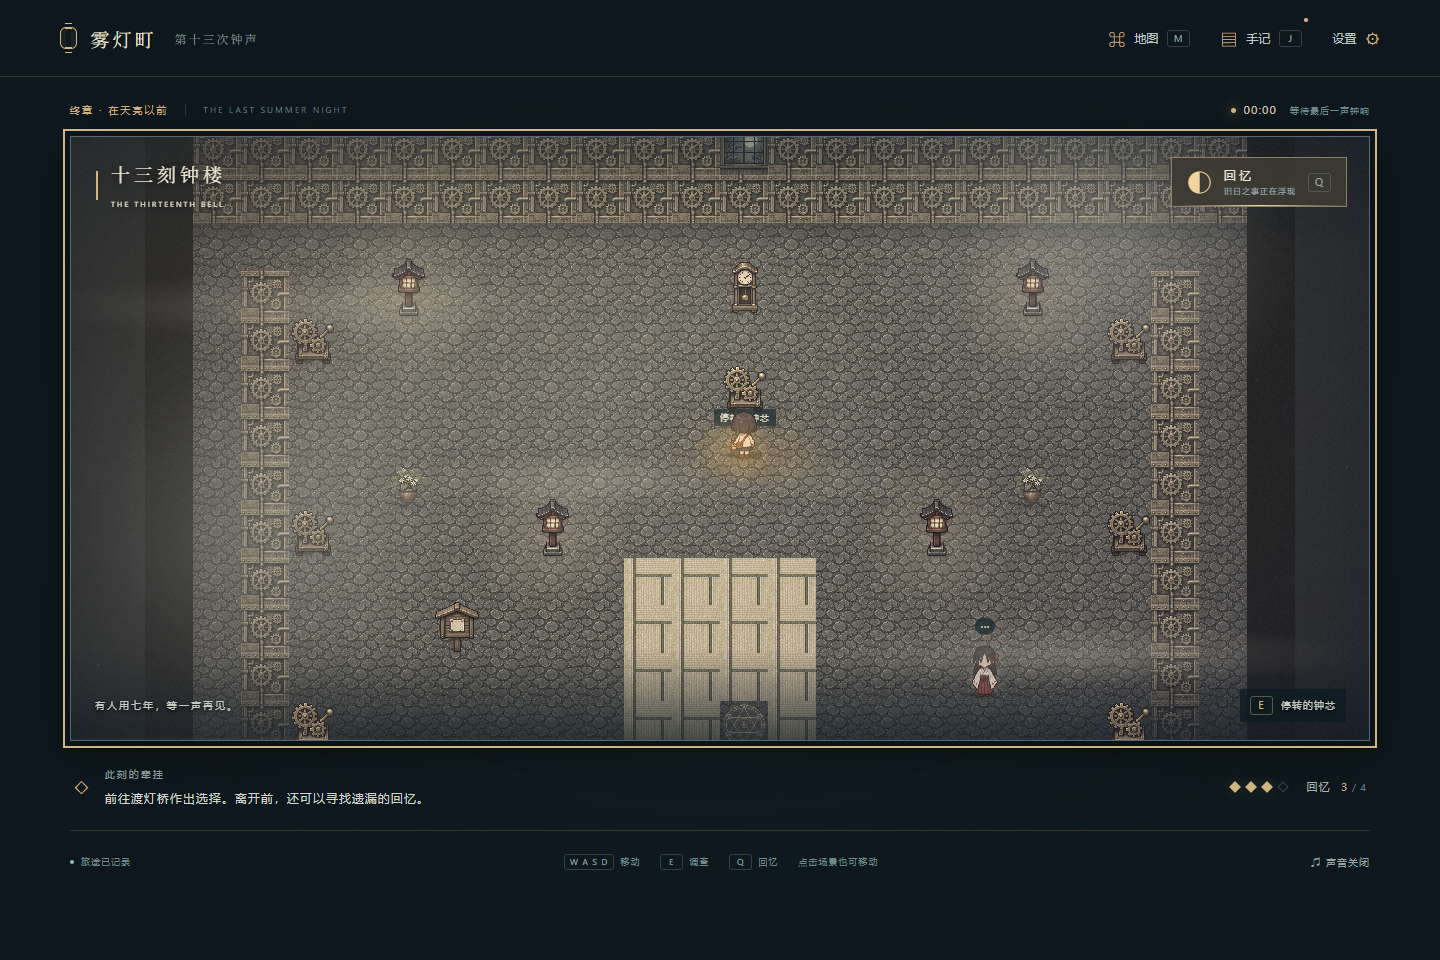 雾灯町 第十三次钟声
地图 M 手记 J 设置
终章 · 在天亮以前 THE LAST SUMMER NIGHT
00:00 等待最后一声钟响
十三刻钟楼
THE THIRTEENTH BELL
回忆
旧日之事正在浮现
Q
有人用七年，等一声再见。
E 停转的钟芯
此刻的牵挂
前往渡灯桥作出选择。离开前，还可以寻找遗漏的回忆。
回忆 3 / 4
旅途已记录
WASD 移动 E 调查 Q 回忆 点击场景也可移动
声音关闭